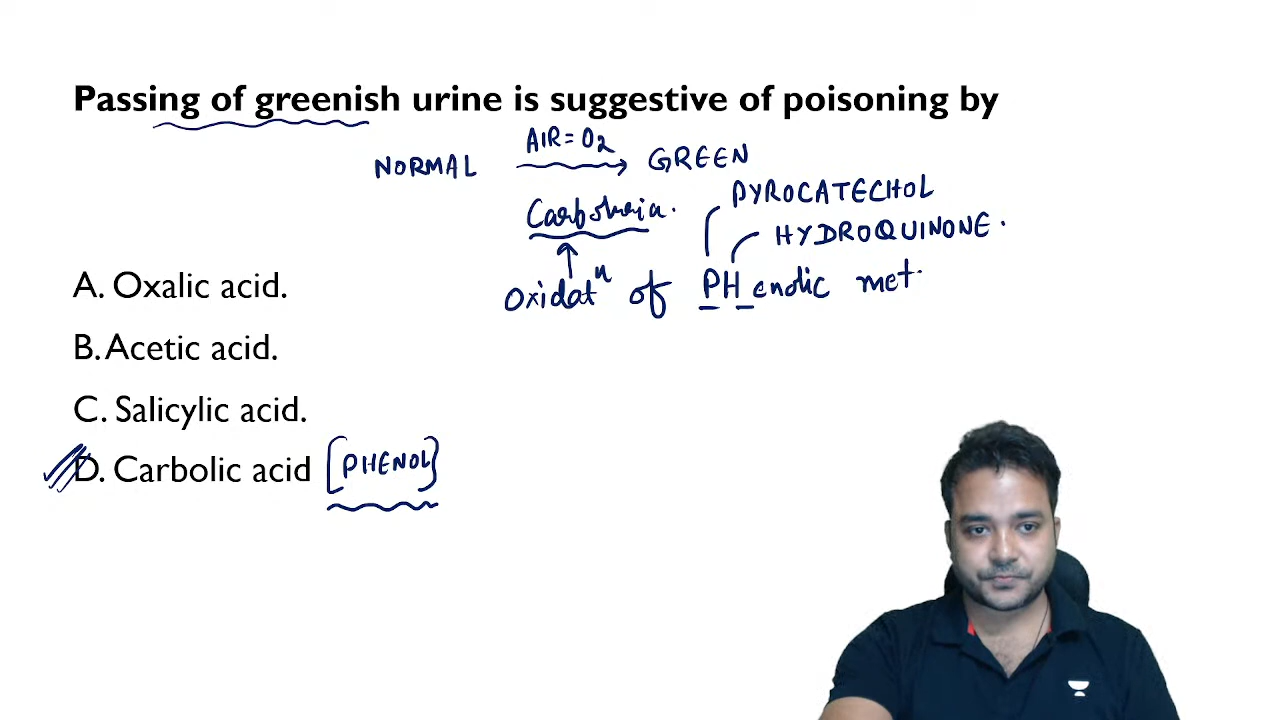 Passing of greenish urine is suggestive of poisoning by
NORMAL AIR=O2 GREEN
PYROCATECHOL
Carboluria.
HYDROQUINONE.
Oxidatn of PHenolic met.
A. Oxalic acid.
B. Acetic acid.
C. Salicylic acid.
D. Carbolic acid [PHENOL]